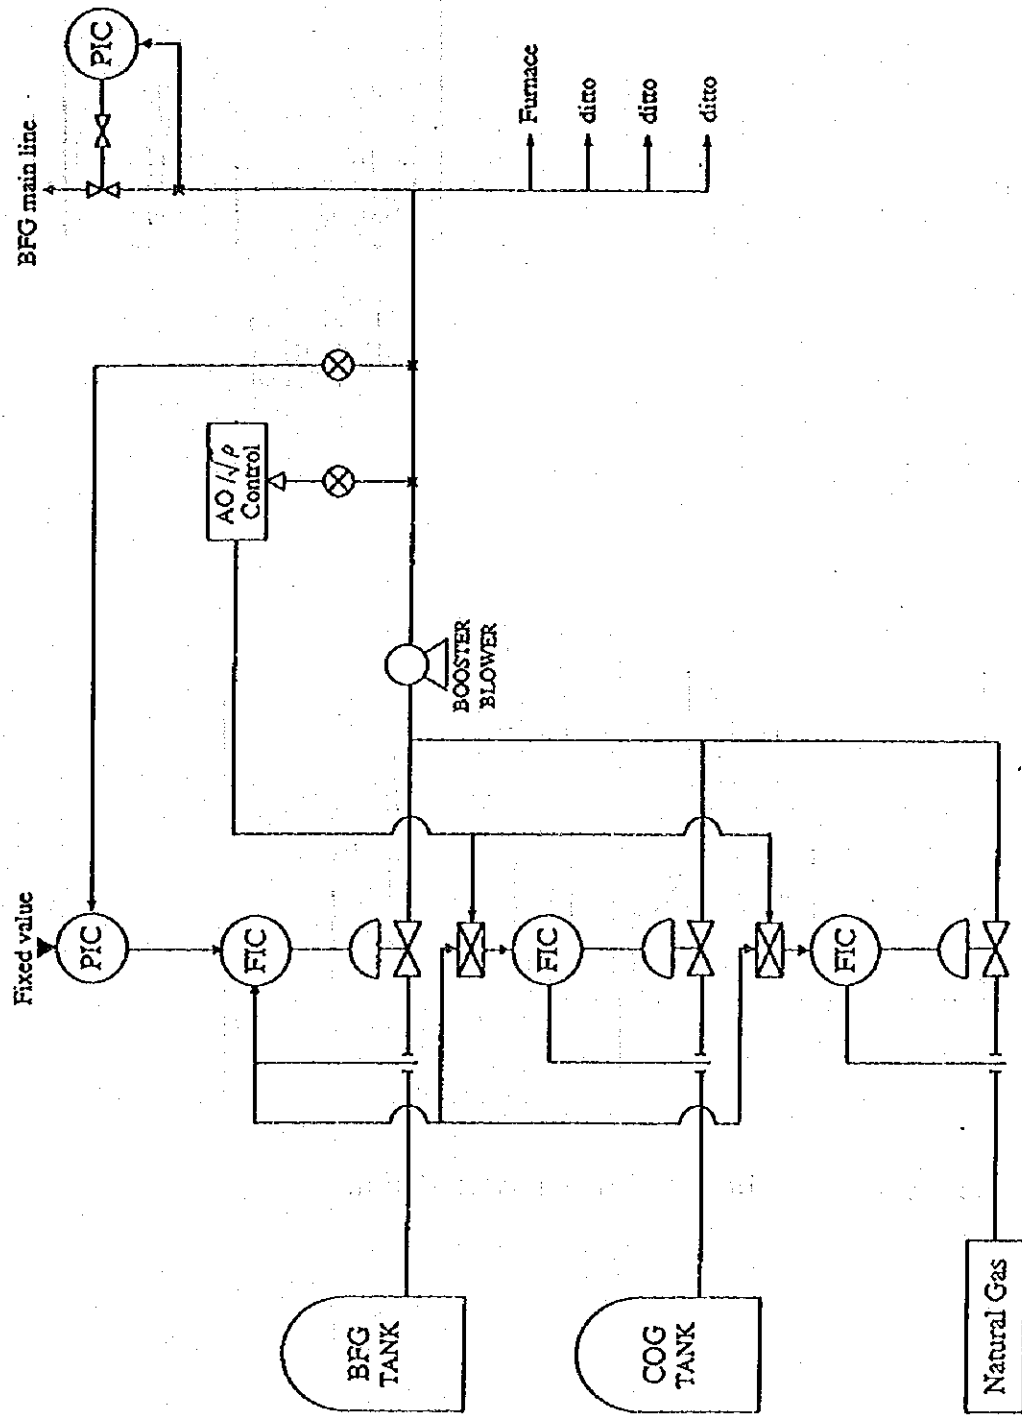 Fixed value
PIC
FIC
FIC
FIC
BFG
TANK
COG
TANK
Natural Gas
AO/√ρ
Control
BOOSTER
BLOWER
BFG main line
PIC
Furnace
ditto
ditto
ditto